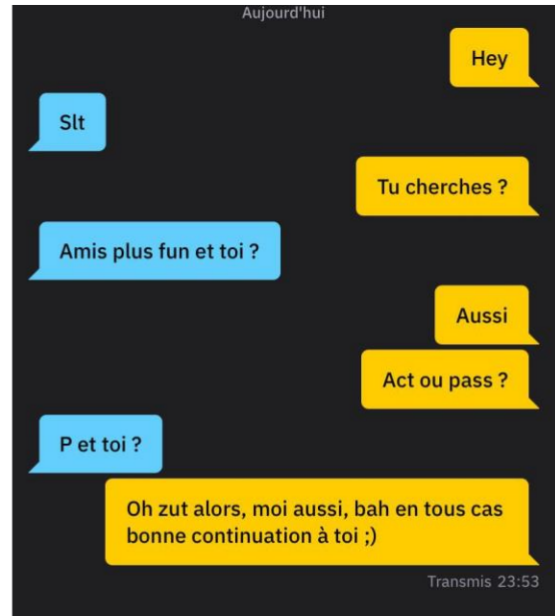 Aujourd'hui
Hey
Slt
Tu cherches ?
Amis plus fun et toi ?
Aussi
Act ou pass ?
P et toi ?
Oh zut alors, moi aussi, bah en tous cas
bonne continuation à toi ;)
Transmis 23:53